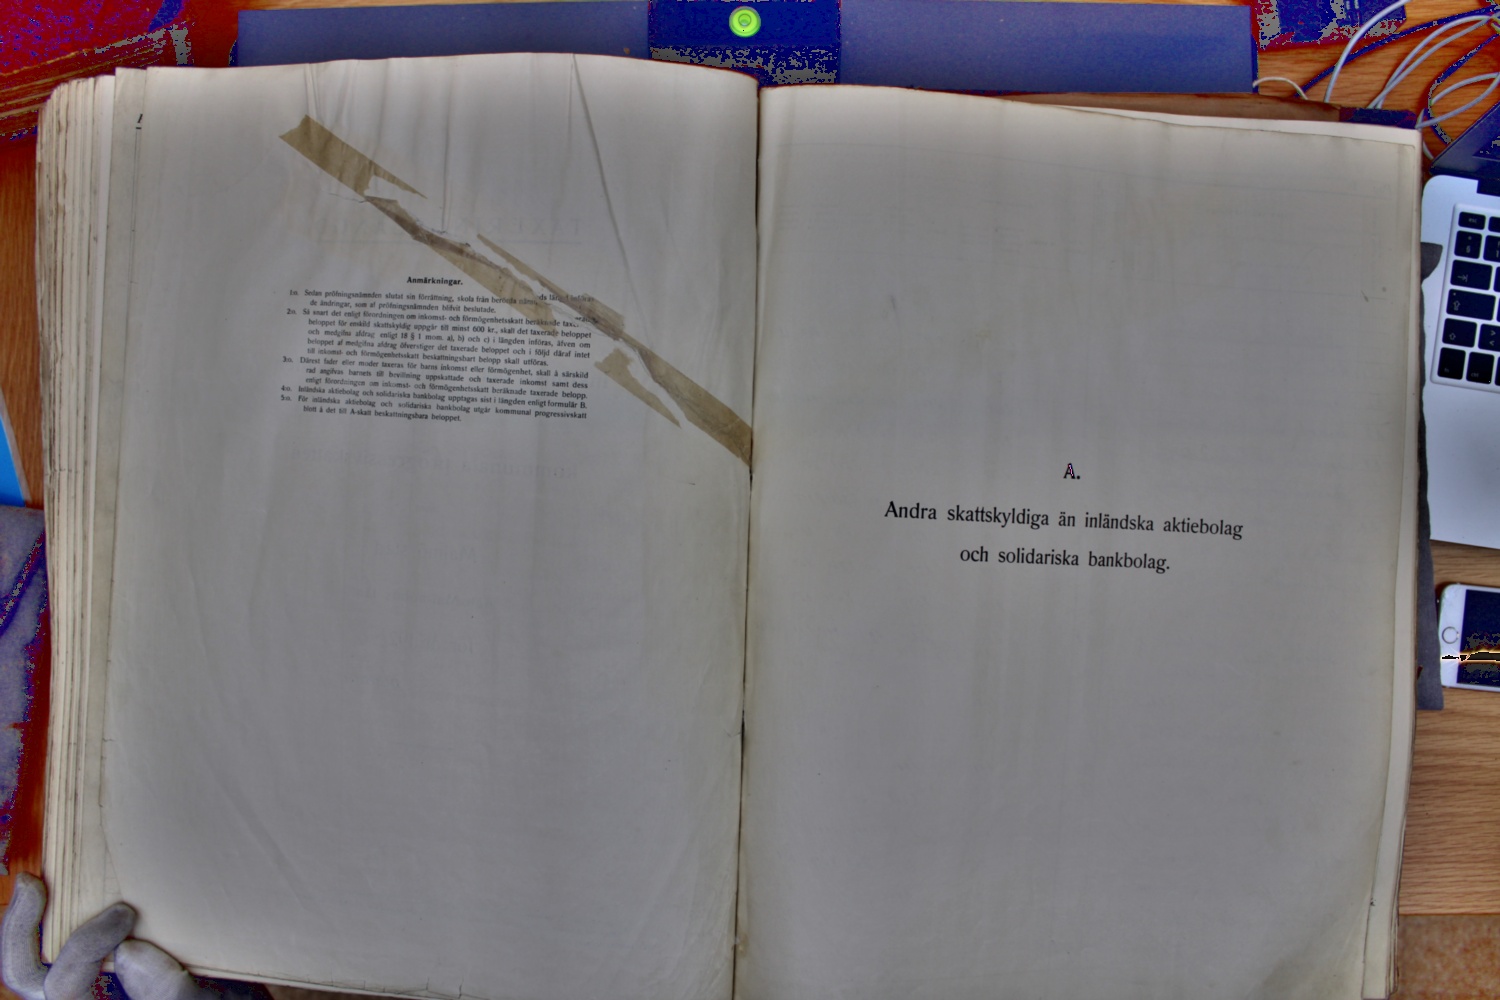 Anmärkningar.
1:o. Sedan pröfningsnämnden slutat sin förrättning, skola från berörda nämnds längd införas
de ändringar, som af pröfningsnämnden blifvit beslutade.
2:o. Så snart det enligt förordningen om inkomst- och förmögenhetsskatt beräknade
beloppet för enskild skattskyldig uppgår till minst 600 kr., skall det taxerade beloppet
och medgifna afdrag enligt 18 § 1 mom. a), b) och c) i längden införas, äfven om
beloppet af medgifna afdrag öfverstiger det taxerade beloppet och i följd däraf intet
till inkomst- och förmögenhetsskatt beskattningsbart belopp skall utföras.
3:o. Därest fader eller moder taxeras för barns inkomst eller förmögenhet, skall å särskild
rad angifvas barnets till bevillning uppskattade och taxerade inkomst samt dess
enligt förordningen om inkomst- och förmögenhetsskatt beräknade taxerade belopp.
4:o. Inländska aktiebolag och solidariska bankbolag upptagas sist i längden enligt formulär B.
5:o. För inländska aktiebolag och solidariska bankbolag utgår kommunal progressivskatt
blott å det till A-skatt beskattningsbara beloppet.
A.
Andra skattskyldiga än inländska aktiebolag
och solidariska bankbolag.